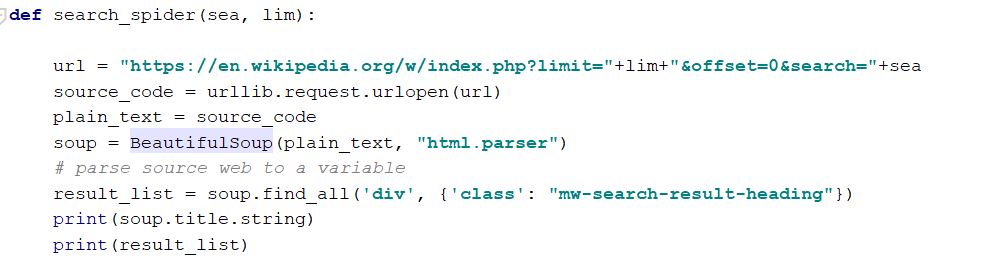 def search_spider(sea, lim):
    url = "https://en.wikipedia.org/w/index.php?limit="+lim+"&offset=0&search="+sea
    source_code = urllib.request.urlopen(url)
    plain_text = source_code
    soup = BeautifulSoup(plain_text, "html.parser")
    # parse source web to a variable
    result_list = soup.find_all('div', {'class': "mw-search-result-heading"})
    print(soup.title.string)
    print(result_list)